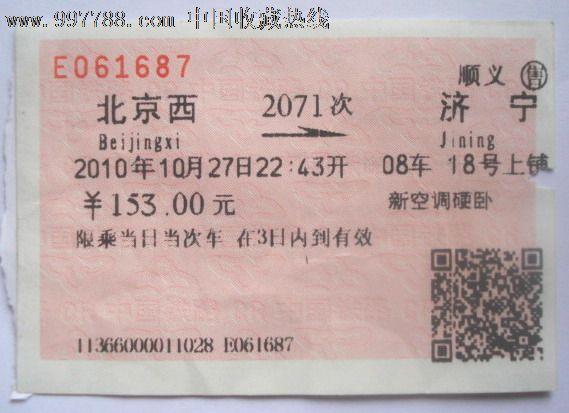 www.997788.com 中国收藏热线
E061687
顺义 售
北京西 2071次 济宁
Beijingxi Jining
2010年10月27日22:43开 08车 18号上铺
￥153.00元 新空调硬卧
限乘当日当次车 在3日内到有效
11366000011028 E061687